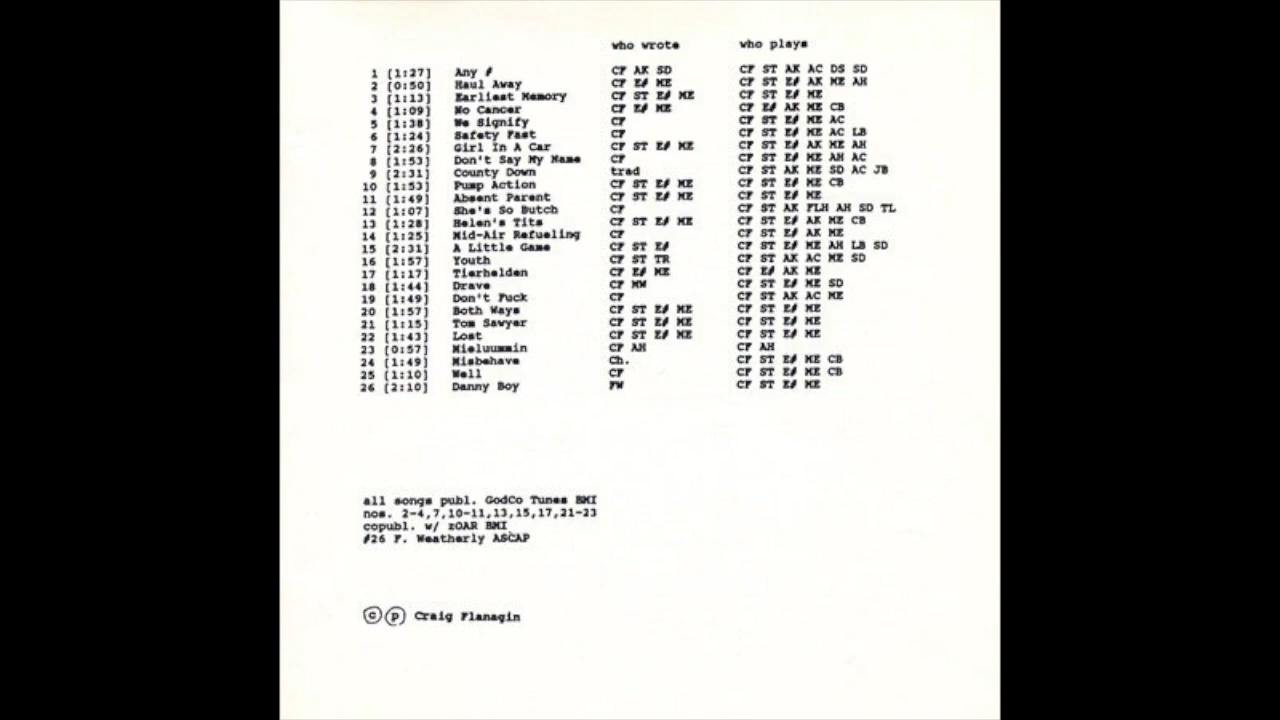 who wrote who plays
1 [1:27] Any # CF AK SD CF ST AK AC DS SD
2 [0:50] Haul Away CF E# ME CF ST E# AK ME AH
3 [1:13] Earliest Memory CF ST E# ME CF ST E# ME
4 [1:09] No Cancer CF E# ME CF E# AK ME CB
5 [1:38] We Signify CF CF ST E# ME AC
6 [1:24] Safety Fast CF CF ST E# ME AC LB
7 [2:26] Girl In A Car CF ST E# ME CF ST E# AK ME AH
8 [1:53] Don't Say My Name CF CF ST E# ME AH AC
9 [2:31] County Down trad CF ST AK ME SD AC JB
10 [1:53] Pump Action CF ST E# ME CF ST E# ME CB
11 [1:49] Absent Parent CF ST E# ME CF ST E# ME
12 [1:07] She's So Butch CF CF ST AK FLH AH SD TL
13 [1:28] Helen's Tits CF ST E# ME CF ST E# AK ME CB
14 [1:25] Mid-Air Refueling CF CF ST E# AK ME
15 [2:31] A Little Game CF ST E# CF ST E# ME AH LB SD
16 [1:57] Youth CF ST TR CF ST AK AC ME SD
17 [1:17] Tierhelden CF E# ME CF E# AK ME
18 [1:44] Drave CF MW CF ST E# ME SD
19 [1:49] Don't Fuck CF CF ST AK AC ME
20 [1:57] Both Ways CF ST E# ME CF ST E# ME
21 [1:15] Tom Sawyer CF ST E# ME CF ST E# ME
22 [1:43] Lost CF ST E# ME CF ST E# ME
23 [0:57] Mieluummin CF AH CF AH
24 [1:49] Misbehave Ch. CF ST E# ME CB
25 [1:10] Well CF CF ST E# ME CB
26 [2:10] Danny Boy FW CF ST E# ME
all songs publ. GodCo Tunes BMI
nos. 2-4,7,10-11,13,15,17,21-23
copubl. w/ zOAR BMI
#26 F. Weatherly ASCAP
© ℗ Craig Flanagin